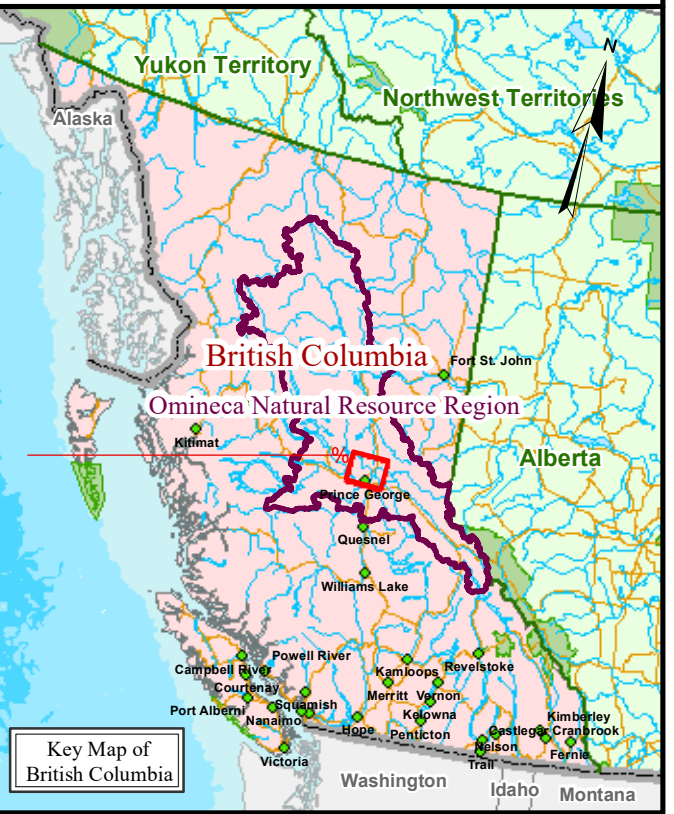 N
Yukon Territory
Northwest Territories
Alaska
British Columbia
Fort St. John
Omineca Natural Resource Region
Kitimat
%
Alberta
Prince George
Quesnel
Williams Lake
Powell River
Campbell River
Kamloops
Revelstoke
Courtenay
Merritt
Vernon
Port Alberni
Squamish
Nanaimo
Kelowna
Kimberley
Hope
Penticton
Castlegar
Cranbrook
Nelson
Fernie
Victoria
Trail
Key Map of
British Columbia
Washington
Idaho
Montana